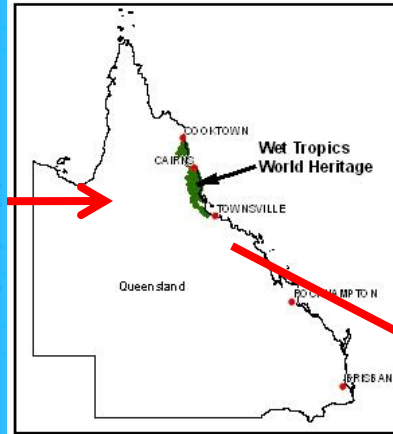 COOKTOWN
Wet Tropics
World Heritage
CAIRNS
TOWNSVILLE
Queensland
ROCKHAMPTON
BRISBAN